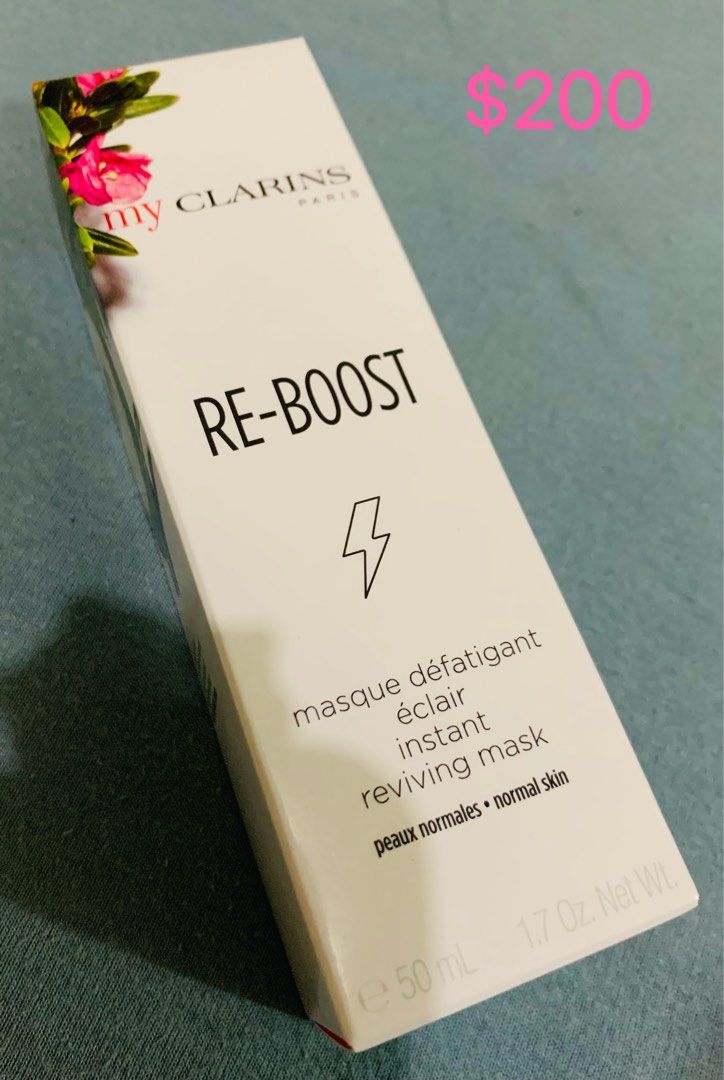 $200
my CLARINS
PARIS
RE-BOOST
masque défatigant
éclair
instant
reviving mask
peaux normales • normal skin
e 50 mL 1.7 Oz. Net Wt.